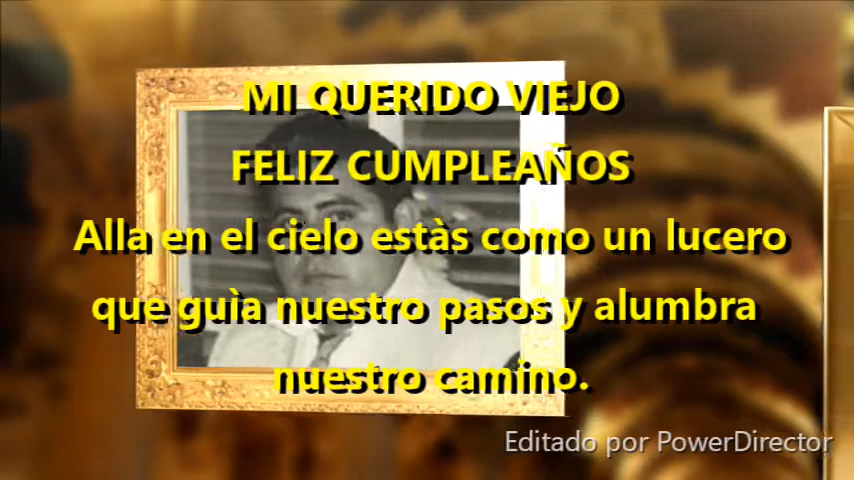 MI QUERIDO VIEJO
FELIZ CUMPLEAÑOS
Alla en el cielo estàs como un lucero
que guìa nuestro pasos y alumbra
nuestro camino.
Editado por PowerDirector